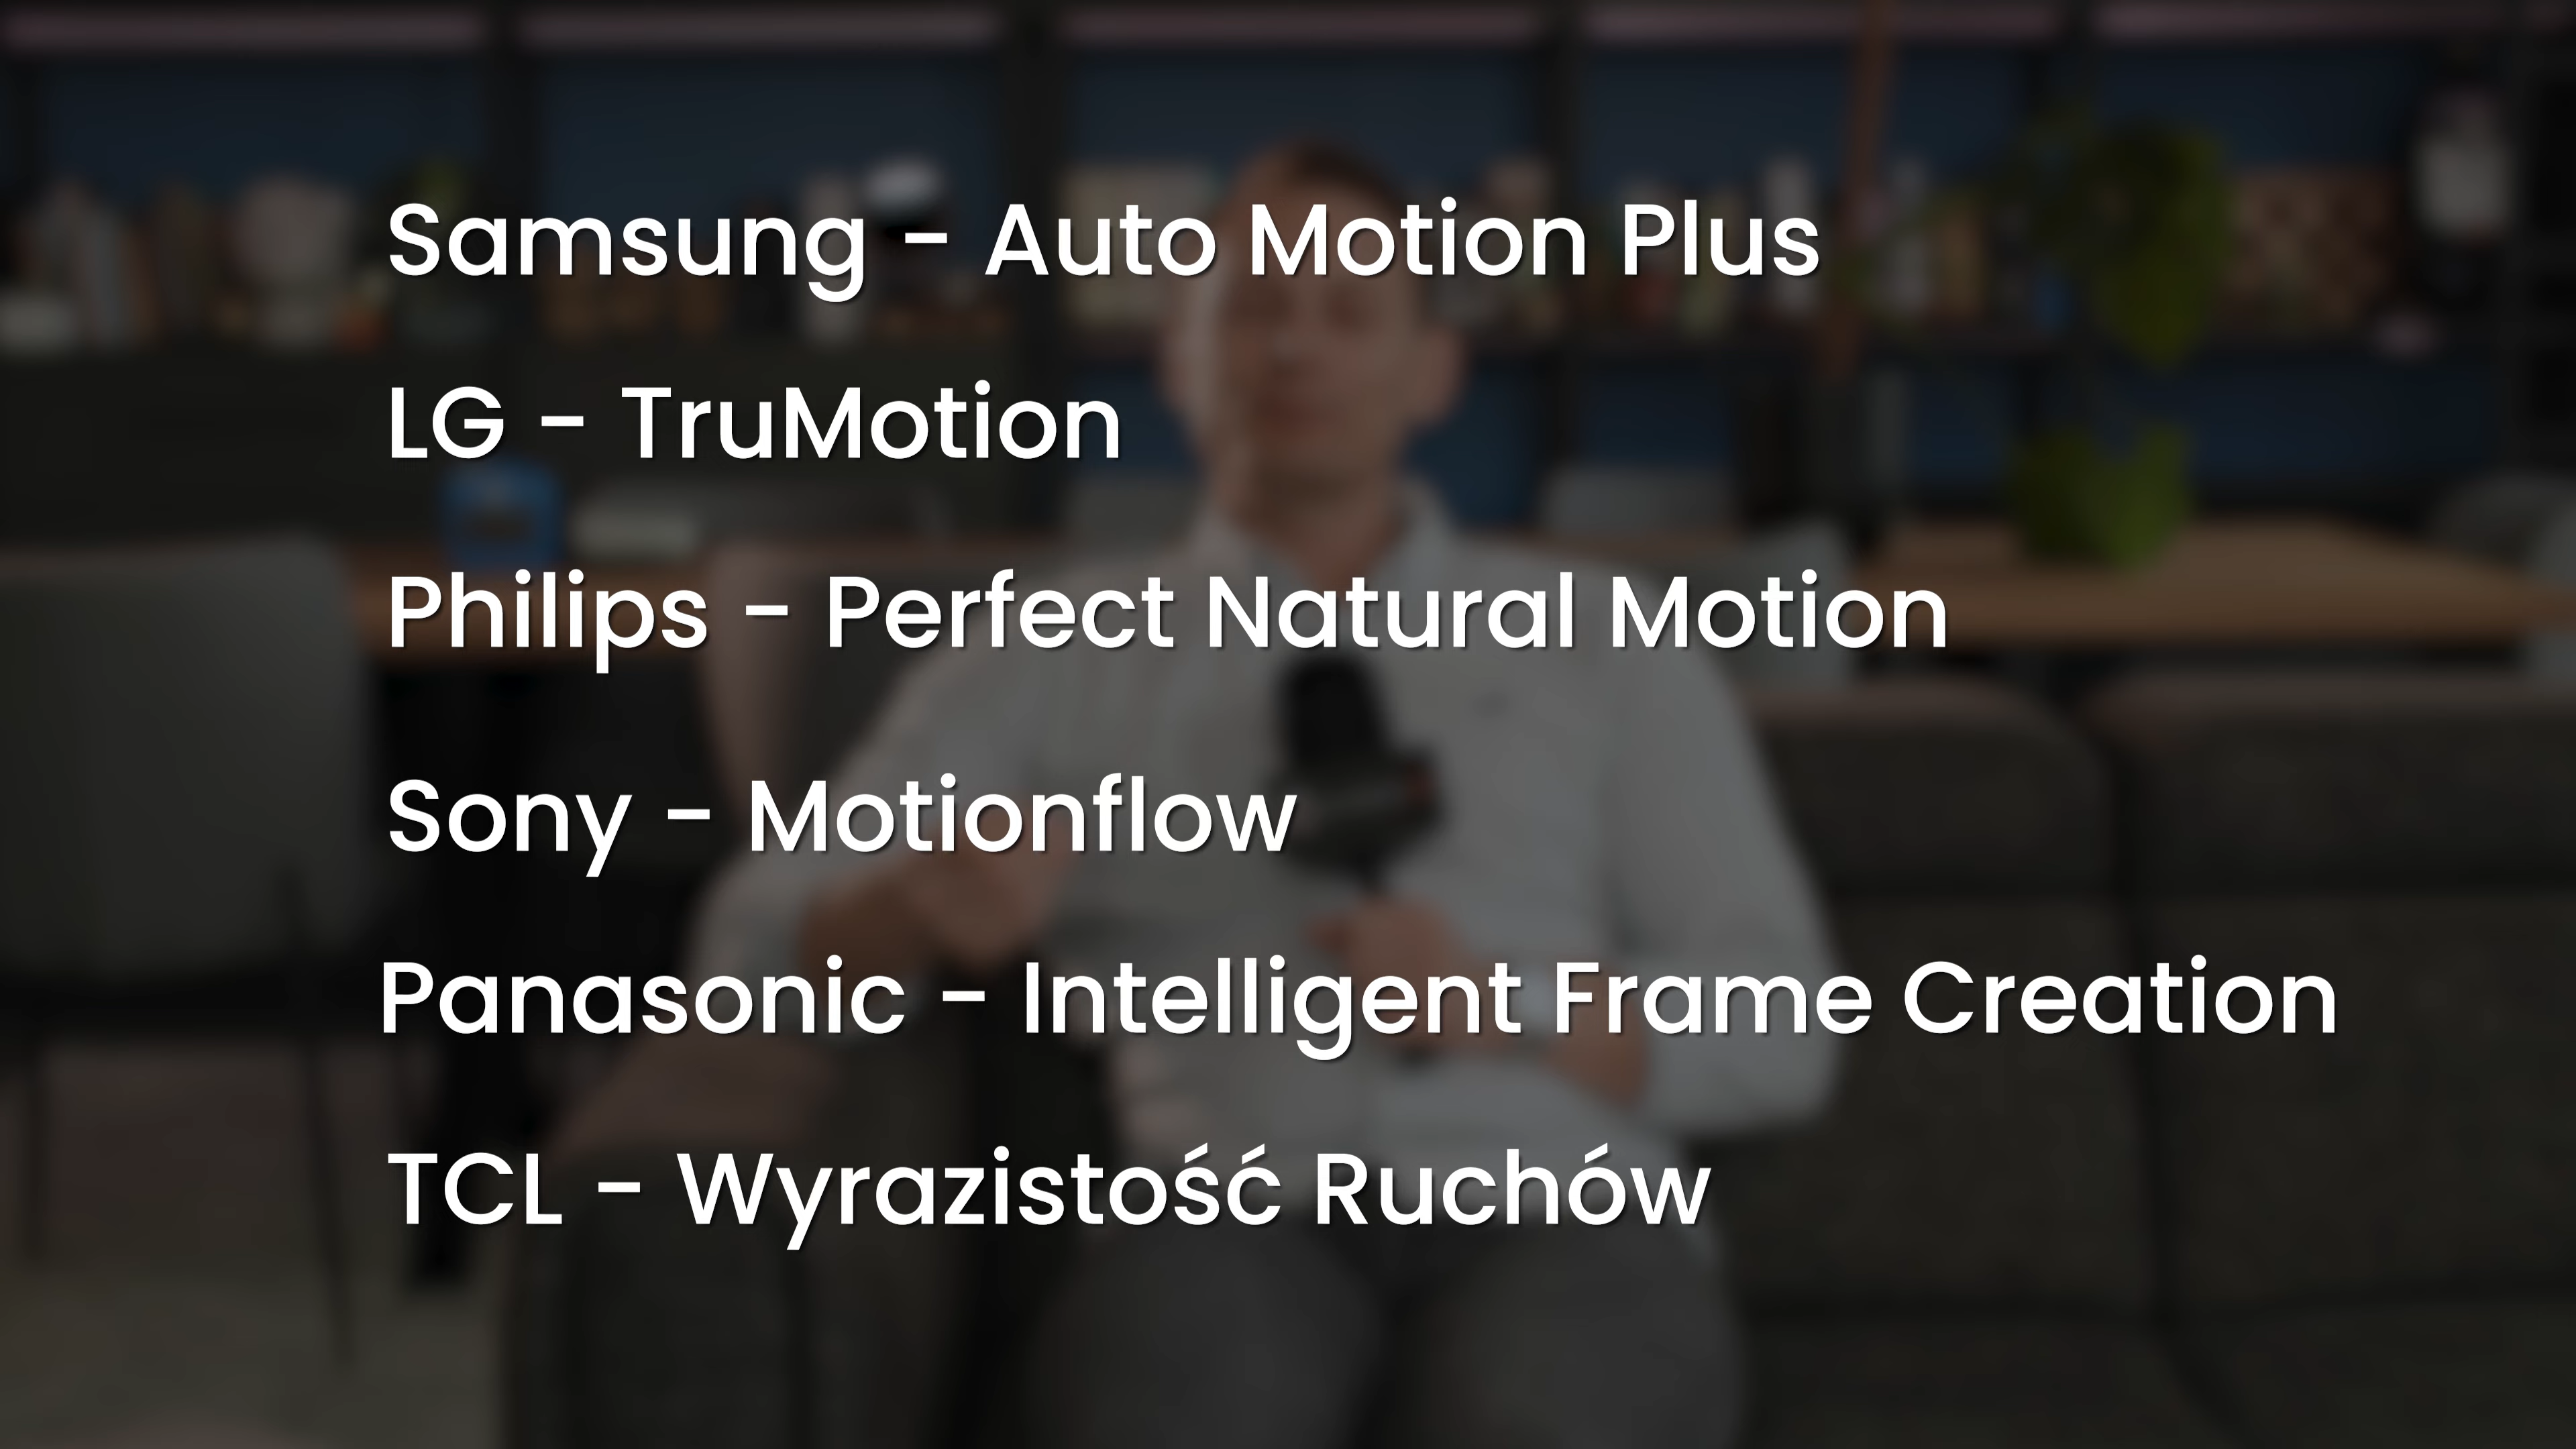 Samsung - Auto Motion Plus
LG - TruMotion
Philips - Perfect Natural Motion
Sony - Motionflow
Panasonic - Intelligent Frame Creation
TCL - Wyrazistość Ruchów